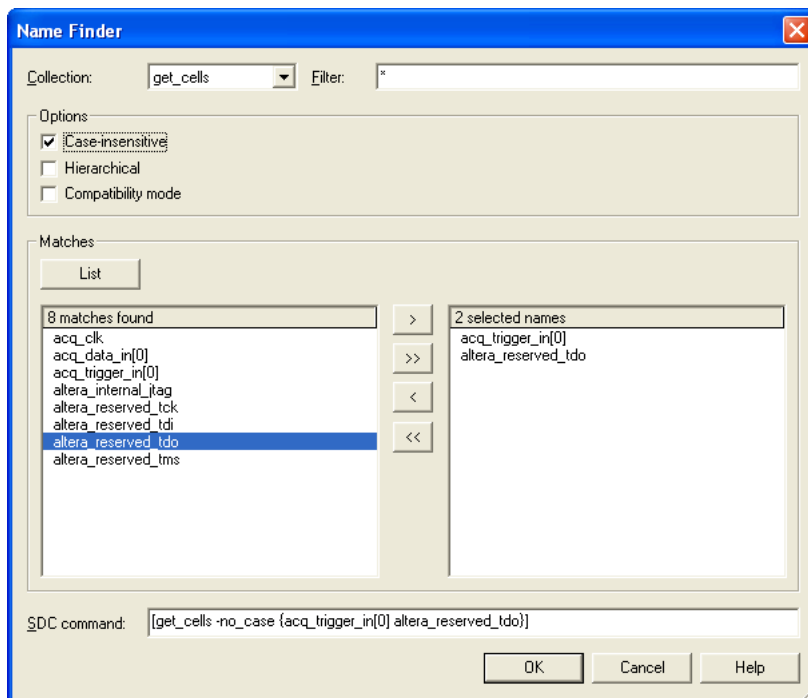 Name Finder
Collection: get_cells Filter: *
Options
Case-insensitive
Hierarchical
Compatibility mode
Matches
List
8 matches found
acq_clk
acq_data_in[0]
acq_trigger_in[0]
altera_internal_jtag
altera_reserved_tck
altera_reserved_tdi
altera_reserved_tdo
altera_reserved_tms
>
>>
<
<<
2 selected names
acq_trigger_in[0]
altera_reserved_tdo
SDC command: [get_cells -no_case {acq_trigger_in[0] altera_reserved_tdo}]
OK Cancel Help